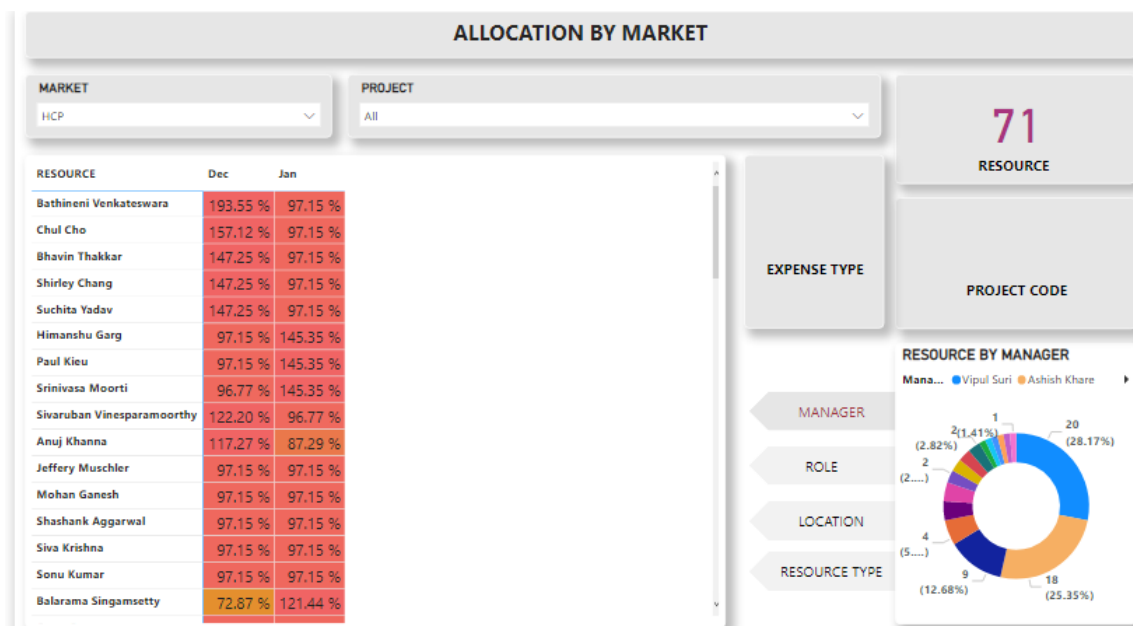 ALLOCATION BY MARKET
MARKET
HCP
PROJECT
All
71
RESOURCE
RESOURCE Dec Jan
Bathineni Venkateswara 193.55 % 97.15 %
Chul Cho 157.12 % 97.15 %
Bhavin Thakkar 147.25 % 97.15 %
Shirley Chang 147.25 % 97.15 %
Suchita Yadav 147.25 % 97.15 %
Himanshu Garg 97.15 % 145.35 %
Paul Kieu 97.15 % 145.35 %
Srinivasa Moorti 96.77 % 145.35 %
Sivaruban Vinesparamoorthy 122.20 % 96.77 %
Anuj Khanna 117.27 % 87.29 %
Jeffery Muschler 97.15 % 97.15 %
Mohan Ganesh 97.15 % 97.15 %
Shashank Aggarwal 97.15 % 97.15 %
Siva Krishna 97.15 % 97.15 %
Sonu Kumar 97.15 % 97.15 %
Balarama Singamsetty 72.87 % 121.44 %
EXPENSE TYPE
PROJECT CODE
MANAGER
ROLE
LOCATION
RESOURCE TYPE
RESOURCE BY MANAGER
Mana... Vipul Suri Ashish Khare
20
(28.17%)
18
(25.35%)
9
(12.68%)
4
(5....)
2
(2....)
2
(2.82%)
1
(1.41%)